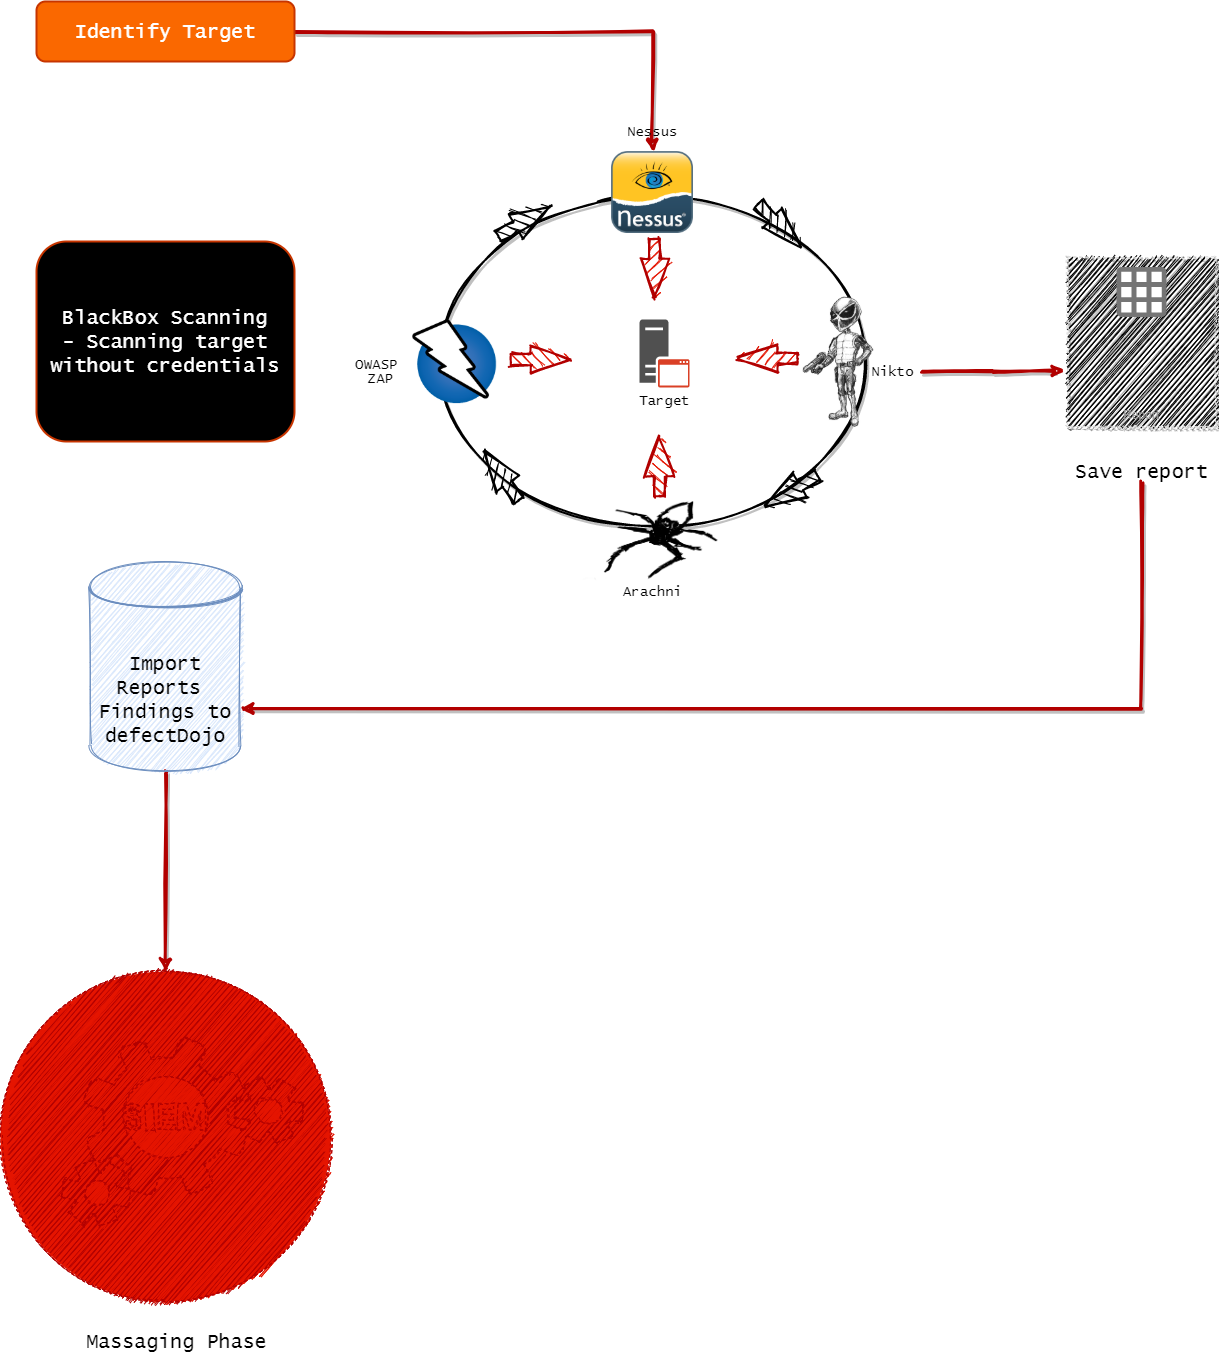 Identify Target
Nessus
nessus
BlackBox Scanning
- Scanning target
without credentials
OWASP
ZAP
Target
Nikto
Save report
Arachni
Import
Reports
Findings to
defectDojo
SIEM
Massaging Phase